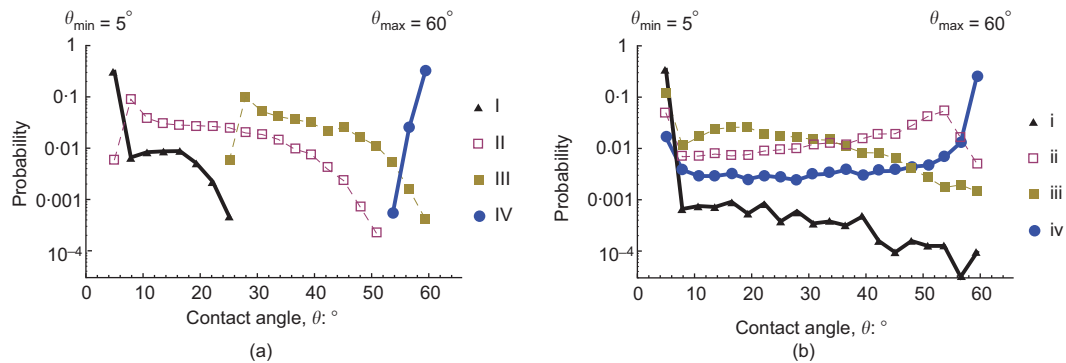 θmin = 5°
θmax = 60°
1
0·1
0·01
0·001
10⁻⁴
Probability
0
10
20
30
40
50
60
Contact angle, θ: °
I
II
III
IV
(a)
θmin = 5°
θmax = 60°
1
0·1
0·01
0·001
10⁻⁴
Probability
0
10
20
30
40
50
60
Contact angle, θ: °
i
ii
iii
iv
(b)